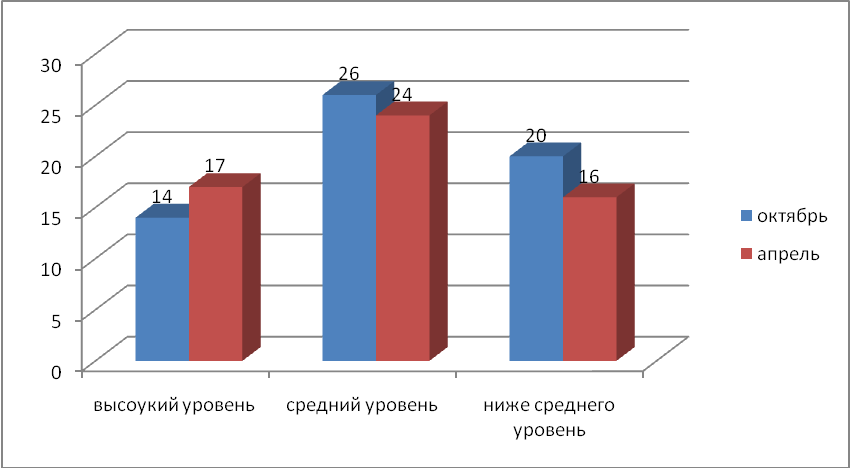 30
25
20
15
10
5
0
14
17
26
24
20
16
высоукий уровень
средний уровень
ниже среднего
уровень
октябрь
апрель